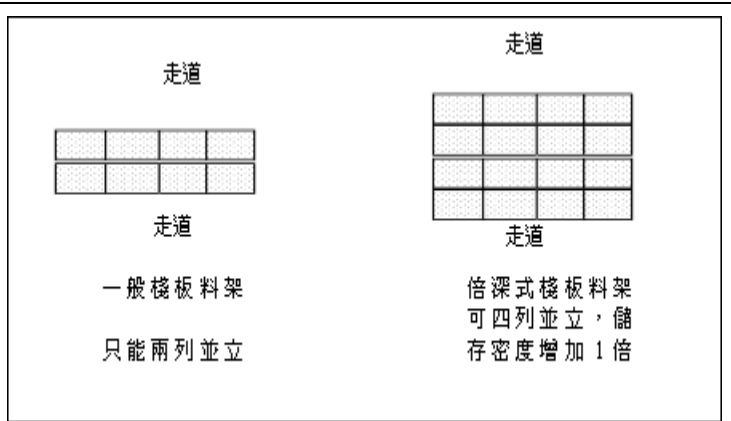 走道
走道
一般棧板料架
只能兩列並立
走道
走道
倍深式棧板料架
可四列並立，儲
存密度增加1倍